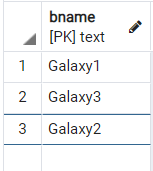 bname
[PK] text
1 Galaxy1
2 Galaxy3
3 Galaxy2